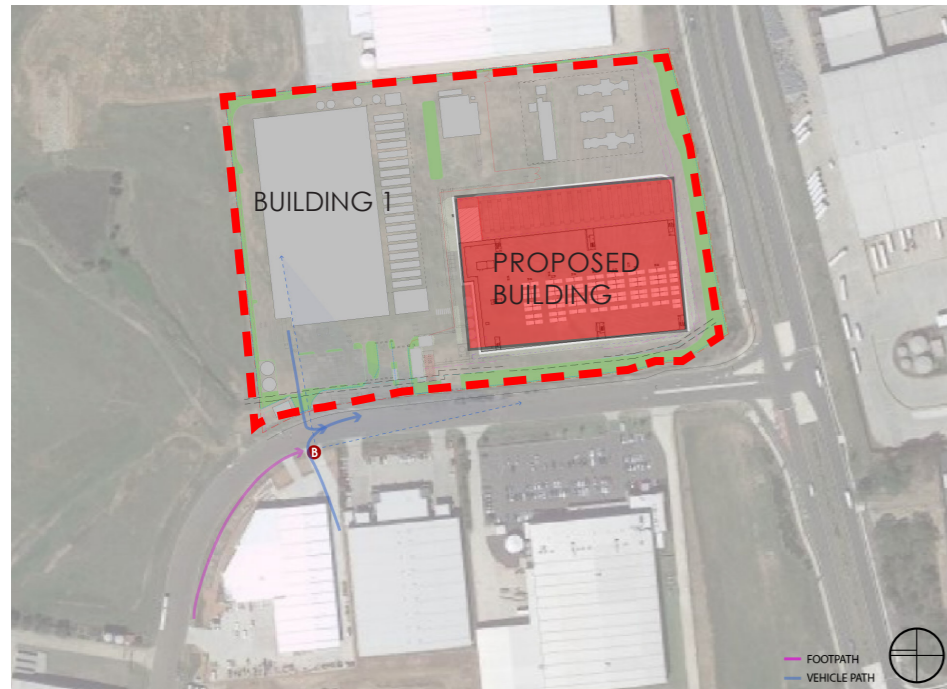 BUILDING 1
PROPOSED
BUILDING
B
FOOTPATH
VEHICLE PATH